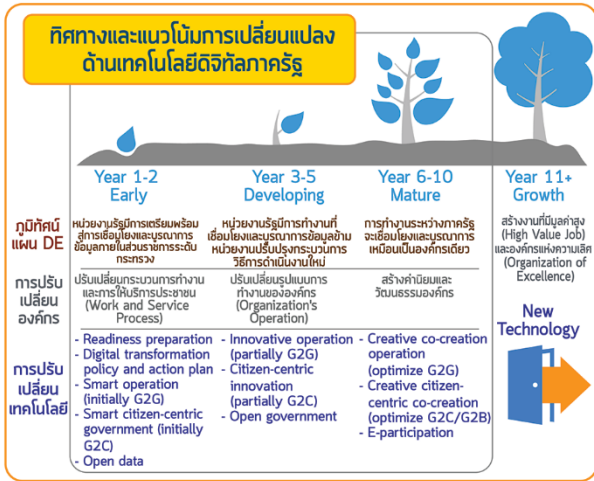 ทิศทางและแนวโน้มการเปลี่ยนแปลง
ด้านเทคโนโลยีดิจิทัลภาครัฐ
Year 1-2
Early
Year 3-5
Developing
Year 6-10
Mature
Year 11+
Growth
ภูมิทัศน์
แผน DE
หน่วยงานรัฐมีการเตรียมพร้อม
สู่การเชื่อมโยงและบูรณาการ
ข้อมูลภายในส่วนราชการระดับ
กระทรวง
หน่วยงานรัฐมีการทำงานที่
เชื่อมโยงและบูรณาการข้อมูลข้าม
หน่วยงานปรับปรุงกระบวนการ
วิธีการดำเนินงานใหม่
การทำงานระหว่างภาครัฐ
จะเชื่อมโยงและบูรณาการ
เหมือนเป็นองค์กรเดียว
สร้างงานที่มีมูลค่าสูง
(High Value Job)
และองค์กรแห่งความเลิศ
(Organization of
Excellence)
การปรับ
เปลี่ยน
องค์กร
ปรับเปลี่ยนกระบวนการทำงาน
และการให้บริการประชาชน
(Work and Service
Process)
ปรับเปลี่ยนรูปแบบการ
ทำงานขององค์กร
(Organization's
Operation)
สร้างค่านิยมและ
วัฒนธรรมองค์กร
การปรับ
เปลี่ยน
เทคโนโลยี
- Readiness preparation
- Digital transformation
policy and action plan
- Smart operation
(initially G2G)
- Smart citizen-centric
government (initially
G2C)
- Open data
- Innovative operation
(partially G2G)
- Citizen-centric
innovation
(partially G2C)
- Open government
- Creative co-creation
operation
(optimize G2G)
- Creative citizen-
centric co-creation
(optimize G2C/G2B)
- E-participation
New
Technology